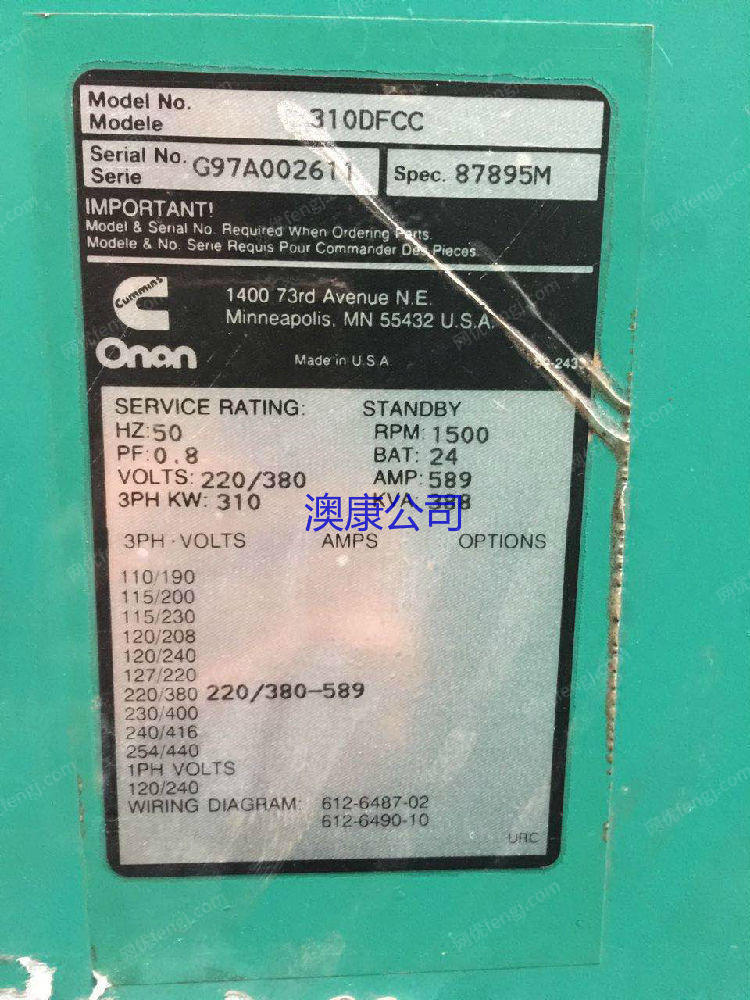 Model No.
Modele
310DFCC
Serial No.
Serie
G97A002611
Spec. 87895M
IMPORTANT!
Model & Serial No. Required When Ordering Parts.
Modele & No. Serie Requis Pour Commander Des Pieces
Cummins
Onan
1400 73rd Avenue N.E.
Minneapolis, MN 55432 U.S.A.
Made in U.S.A.
SERVICE RATING: STANDBY
HZ: 50 RPM: 1500
PF: 0.8 BAT: 24
VOLTS: 220/380 AMP: 589
3PH KW: 310 KVA: 388
澳康公司
3PH · VOLTS AMPS OPTIONS
110/190
115/200
115/230
120/208
120/240
127/220
220/380 220/380-589
230/400
240/416
254/440
1PH VOLTS
120/240
WIRING DIAGRAM: 612-6487-02
612-6490-10